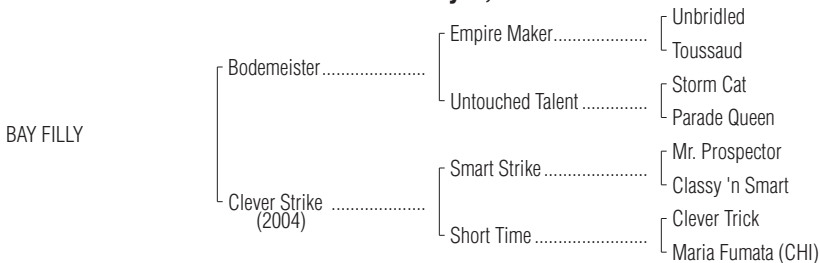 Unbridled
Empire Maker......................
Toussaud
Bodemeister......................
Storm Cat
Untouched Talent ...............
Parade Queen
BAY FILLY
Mr. Prospector
Smart Strike........................
Classy 'n Smart
Clever Strike ....................
(2004)
Clever Trick
Short Time ..........................
Maria Fumata (CHI)